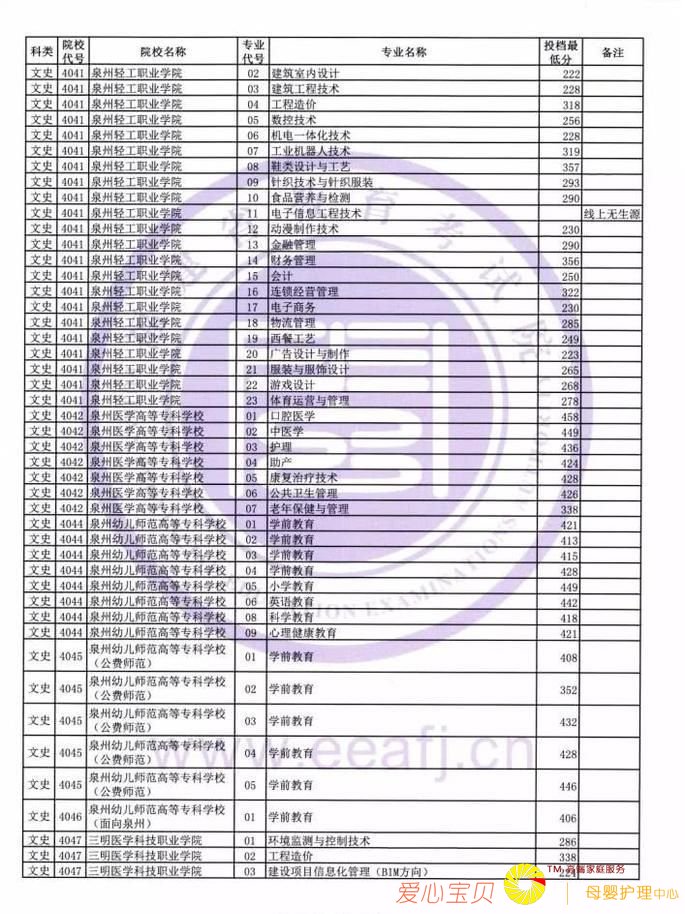 科类 院校代号 院校名称 专业代号 专业名称 投档最低分 备注
文史 4041 泉州轻工职业学院 02 建筑室内设计 222
文史 4041 泉州轻工职业学院 03 建筑工程技术 228
文史 4041 泉州轻工职业学院 04 工程造价 318
文史 4041 泉州轻工职业学院 05 数控技术 256
文史 4041 泉州轻工职业学院 06 机电一体化技术 228
文史 4041 泉州轻工职业学院 07 工业机器人技术 319
文史 4041 泉州轻工职业学院 08 鞋类设计与工艺 357
文史 4041 泉州轻工职业学院 09 针织技术与针织服装 293
文史 4041 泉州轻工职业学院 10 食品营养与检测 290
文史 4041 泉州轻工职业学院 11 电子信息工程技术 线上无生源
文史 4041 泉州轻工职业学院 12 动漫制作技术 230
文史 4041 泉州轻工职业学院 13 金融管理 290
文史 4041 泉州轻工职业学院 14 财务管理 356
文史 4041 泉州轻工职业学院 15 会计 250
文史 4041 泉州轻工职业学院 16 连锁经营管理 322
文史 4041 泉州轻工职业学院 17 电子商务 230
文史 4041 泉州轻工职业学院 18 物流管理 285
文史 4041 泉州轻工职业学院 19 西餐工艺 249
文史 4041 泉州轻工职业学院 20 广告设计与制作 223
文史 4041 泉州轻工职业学院 21 服装与服饰设计 265
文史 4041 泉州轻工职业学院 22 游戏设计 268
文史 4041 泉州轻工职业学院 23 体育运营与管理 278
文史 4042 泉州医学高等专科学校 01 口腔医学 458
文史 4042 泉州医学高等专科学校 02 中医学 449
文史 4042 泉州医学高等专科学校 03 护理 436
文史 4042 泉州医学高等专科学校 04 助产 424
文史 4042 泉州医学高等专科学校 05 康复治疗技术 428
文史 4042 泉州医学高等专科学校 06 公共卫生管理 426
文史 4042 泉州医学高等专科学校 07 老年保健与管理 338
文史 4044 泉州幼儿师范高等专科学校 01 学前教育 421
文史 4044 泉州幼儿师范高等专科学校 02 学前教育 413
文史 4044 泉州幼儿师范高等专科学校 03 学前教育 415
文史 4044 泉州幼儿师范高等专科学校 04 学前教育 428
文史 4044 泉州幼儿师范高等专科学校 05 小学教育 449
文史 4044 泉州幼儿师范高等专科学校 06 英语教育 442
文史 4044 泉州幼儿师范高等专科学校 08 科学教育 418
文史 4044 泉州幼儿师范高等专科学校 09 心理健康教育 421
文史 4045 泉州幼儿师范高等专科学校（公费师范） 01 学前教育 408
文史 4045 泉州幼儿师范高等专科学校（公费师范） 02 学前教育 352
文史 4045 泉州幼儿师范高等专科学校（公费师范） 03 学前教育 432
文史 4045 泉州幼儿师范高等专科学校（公费师范） 04 学前教育 428
文史 4045 泉州幼儿师范高等专科学校（公费师范） 05 学前教育 446
文史 4046 泉州幼儿师范高等专科学校（面向泉州） 01 学前教育 406
文史 4047 三明医学科技职业学院 01 环境监测与控制技术 286
文史 4047 三明医学科技职业学院 02 工程造价 338
文史 4047 三明医学科技职业学院 03 建设项目信息化管理（BIM方向）
www.eeafj.cn
爱心宝贝
TM 高端家庭服务
母婴护理中心